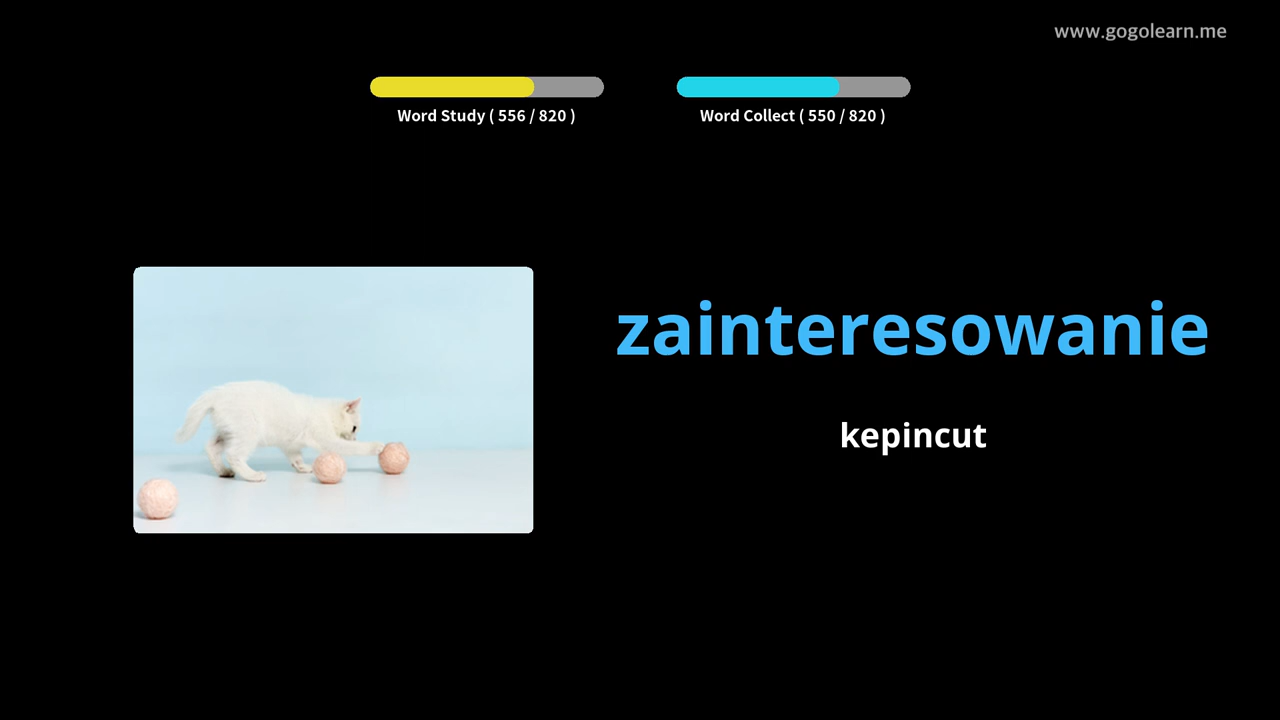 www.gogolearn.me
Word Study ( 556 / 820 )
Word Collect ( 550 / 820 )
zainteresowanie
kepincut